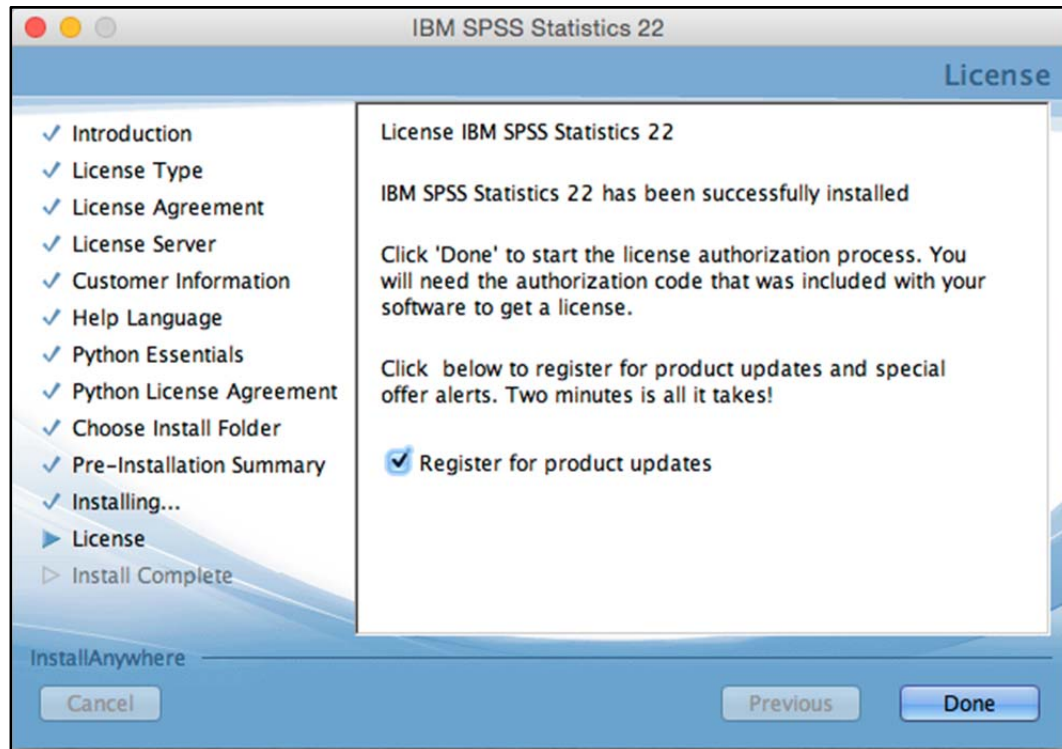 IBM SPSS Statistics 22
License
Introduction
License Type
License Agreement
License Server
Customer Information
Help Language
Python Essentials
Python License Agreement
Choose Install Folder
Pre-Installation Summary
Installing...
License
Install Complete
License IBM SPSS Statistics 22
IBM SPSS Statistics 22 has been successfully installed
Click 'Done' to start the license authorization process. You
will need the authorization code that was included with your
software to get a license.
Click below to register for product updates and special
offer alerts. Two minutes is all it takes!
Register for product updates
InstallAnywhere
Cancel
Previous
Done